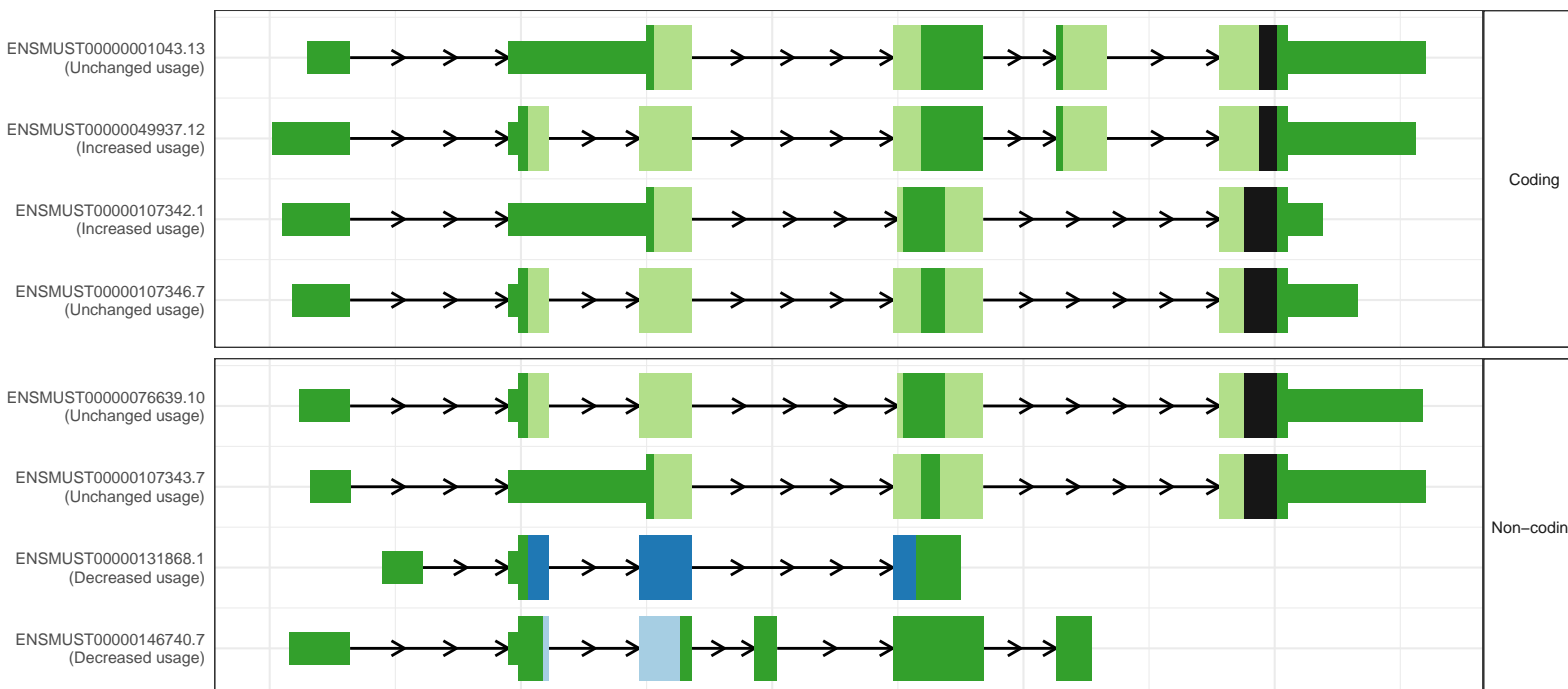 ENSMUST00000001043.13
(Unchanged usage)
ENSMUST00000049937.12
(Increased usage)
ENSMUST00000107342.1
(Increased usage)
ENSMUST00000107346.7
(Unchanged usage)
Coding
ENSMUST00000076639.10
(Unchanged usage)
ENSMUST00000107343.7
(Unchanged usage)
ENSMUST00000131868.1
(Decreased usage)
ENSMUST00000146740.7
(Decreased usage)
Non−codin